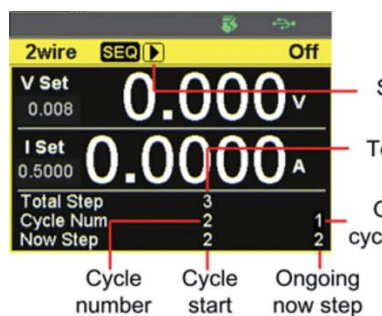 2wire SEQ Off
V Set
0.008 0.000 V
I Set
0.5000 0.0000 A
Total Step 3
Cycle Num 2 1
Now Step 2 2
Cycle number
Cycle start
Ongoing now step